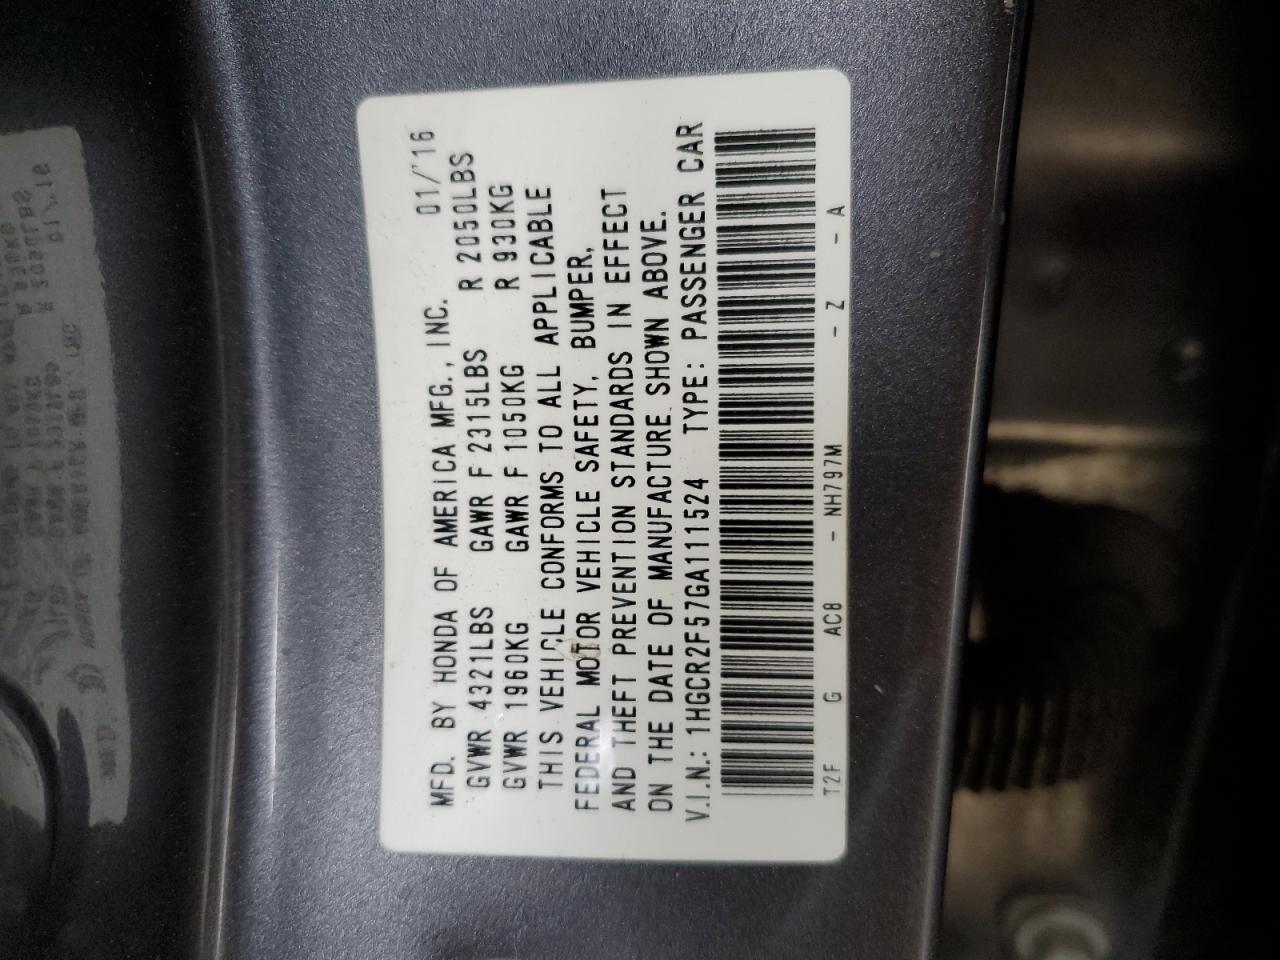 MFD. BY HONDA OF AMERICA MFG., INC. 01/'16
GVWR 4321LBS GAWR F 2315LBS R 2050LBS
GVWR 1960KG GAWR F 1050KG R 930KG
THIS VEHICLE CONFORMS TO ALL APPLICABLE
FEDERAL MOTOR VEHICLE SAFETY, BUMPER,
AND THEFT PREVENTION STANDARDS IN EFFECT
ON THE DATE OF MANUFACTURE SHOWN ABOVE.
V.I.N.: 1HGCR2F57GA111524 TYPE: PASSENGER CAR
T2F G AC8 - NH797M - Z - A